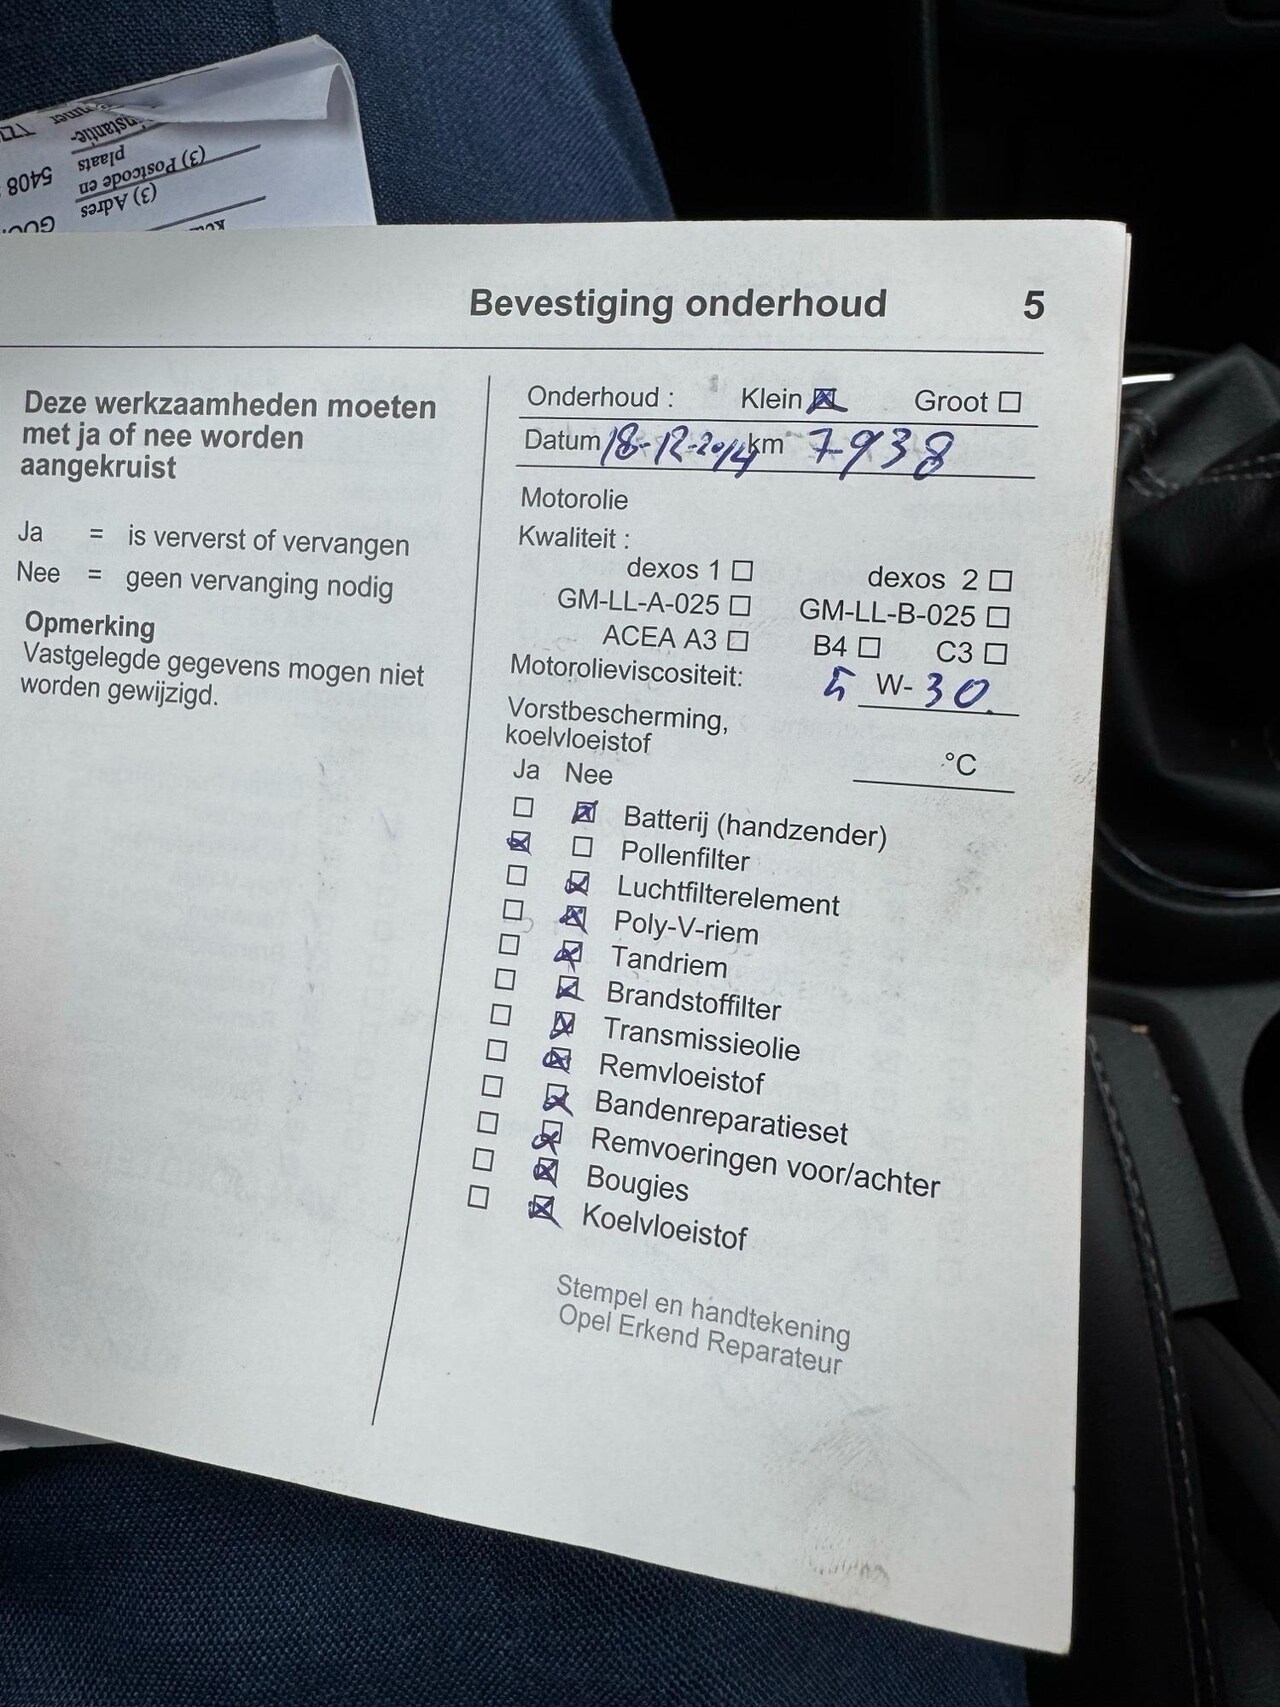 5408
(3) Postcode en
plaats
(3) Adres
Bevestiging onderhoud 5
Deze werkzaamheden moeten
met ja of nee worden
aangekruist
Ja = is ververst of vervangen
Nee = geen vervanging nodig
Opmerking
Vastgelegde gegevens mogen niet
worden gewijzigd.
Onderhoud : Klein ☒ Groot ☐
Datum 18-12-2014 km 7938
Motorolie
Kwaliteit :
dexos 1 ☐ dexos 2 ☐
GM-LL-A-025 ☐ GM-LL-B-025 ☐
ACEA A3 ☐ B4 ☐ C3 ☐
Motorolieviscositeit: 5 W- 30
Vorstbescherming,
koelvloeistof °C
Ja Nee
☐ ☒ Batterij (handzender)
☒ ☐ Pollenfilter
☐ ☒ Luchtfilterelement
☐ ☒ Poly-V-riem
☐ ☒ Tandriem
☐ ☒ Brandstoffilter
☐ ☒ Transmissieolie
☐ ☒ Remvloeistof
☐ ☒ Bandenreparatieset
☐ ☒ Remvoeringen voor/achter
☐ ☒ Bougies
☐ ☒ Koelvloeistof
Stempel en handtekening
Opel Erkend Reparateur